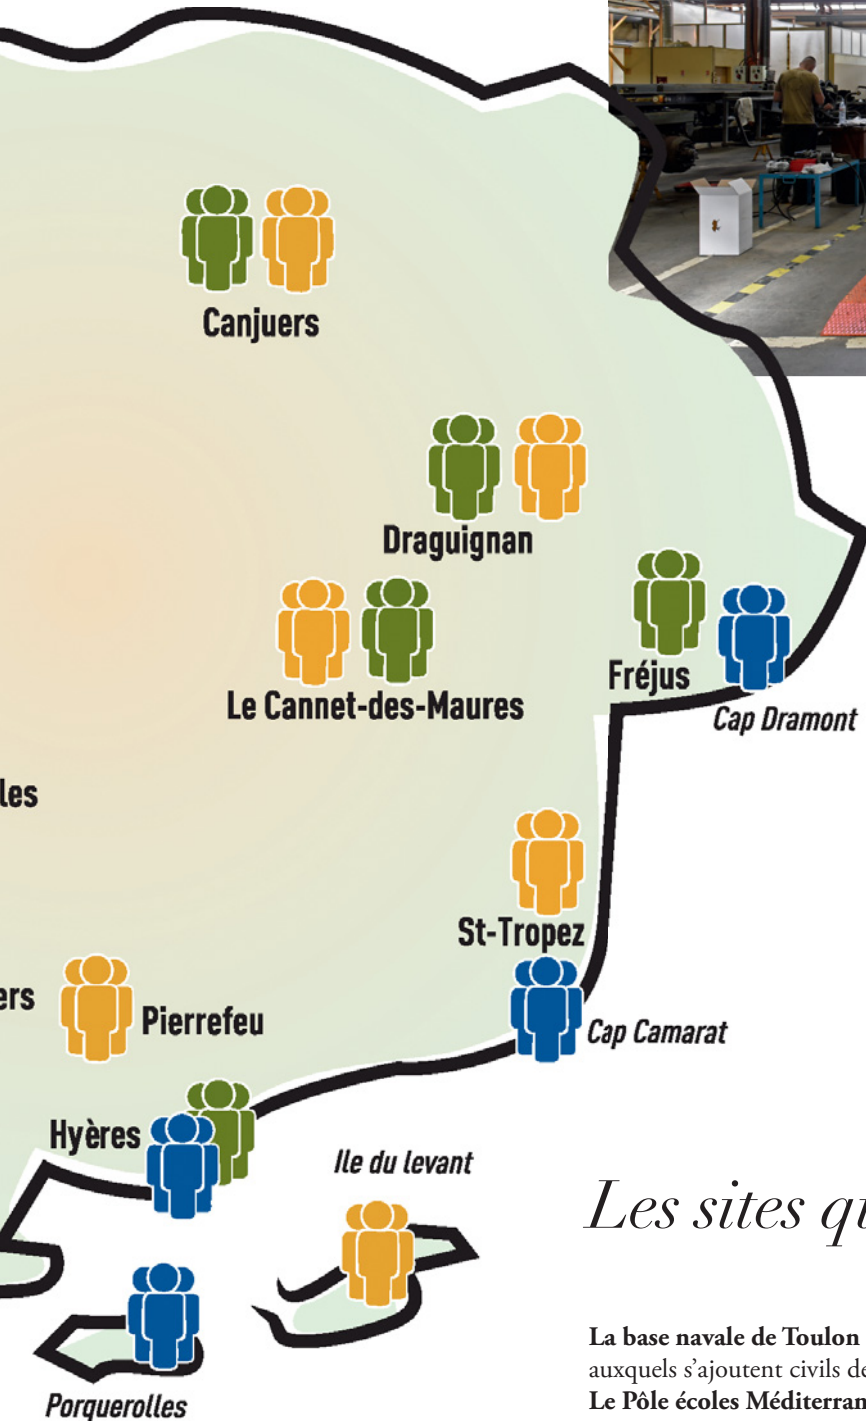 Canjuers
Draguignan
Fréjus
Le Cannet-des-Maures
Cap Dramont
les
St-Tropez
ers
Pierrefeu
Cap Camarat
Hyères
Ile du levant
Les sites qu
La base navale de Toulon
auxquels s’ajoutent civils de
Le Pôle écoles Méditerran
Porquerolles